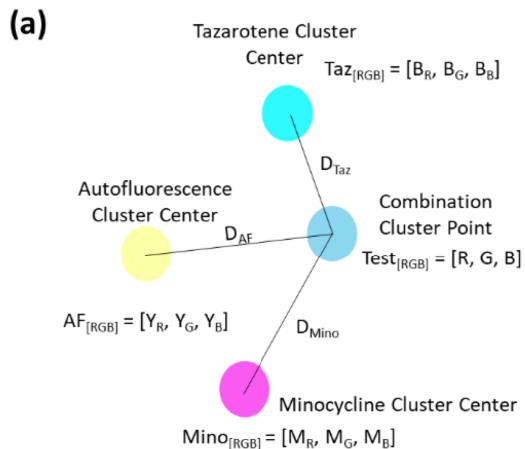 (a)
Tazarotene Cluster
Center
Taz[RGB] = [BR, BG, BB]
DTaz
Autofluorescence
Cluster Center
Combination
Cluster Point
DAF
Test[RGB] = [R, G, B]
AF[RGB] = [YR, YG, YB]
DMino
Minocycline Cluster Center
Mino[RGB] = [MR, MG, MB]